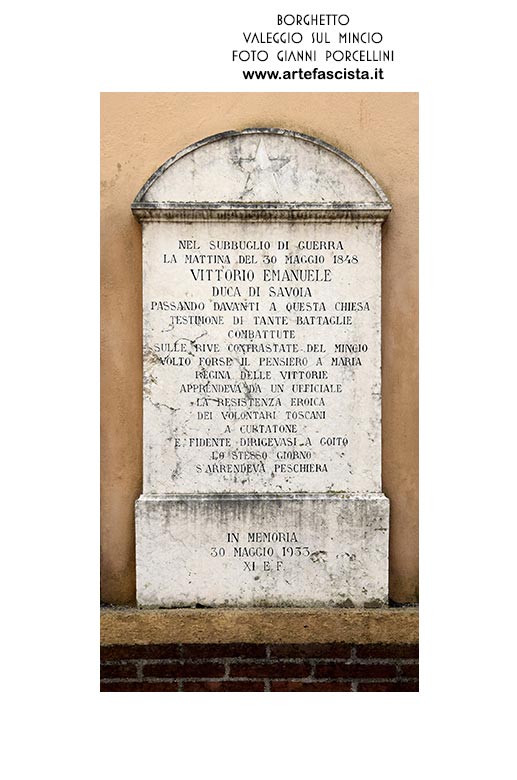 BORGHETTO
VALEGGIO SUL MINCIO
FOTO GIANNI PORCELLINI
www.artefascista.it
NEL SUBBUGLIO DI GUERRA
LA MATTINA DEL 30 MAGGIO 1848
VITTORIO EMANUELE
DUCA DI SAVOIA
PASSANDO DAVANTI A QUESTA CHIESA
TESTIMONE DI TANTE BATTAGLIE
COMBATTUTE
SULLE RIVE CONTRASTATE DEL MINCIO
VOLTO FORSE IL PENSIERO A MARIA
REGINA DELLE VITTORIE
APPRENDEVA DA UN UFFICIALE
LA RESISTENZA EROICA
DEI VOLONTARI TOSCANI
A CURTATONE
E FIDENTE DIRIGEVASI A GOITO
LO STESSO GIORNO
S'ARRENDEVA PESCHIERA
IN MEMORIA
30 MAGGIO 1933
XI E.F.